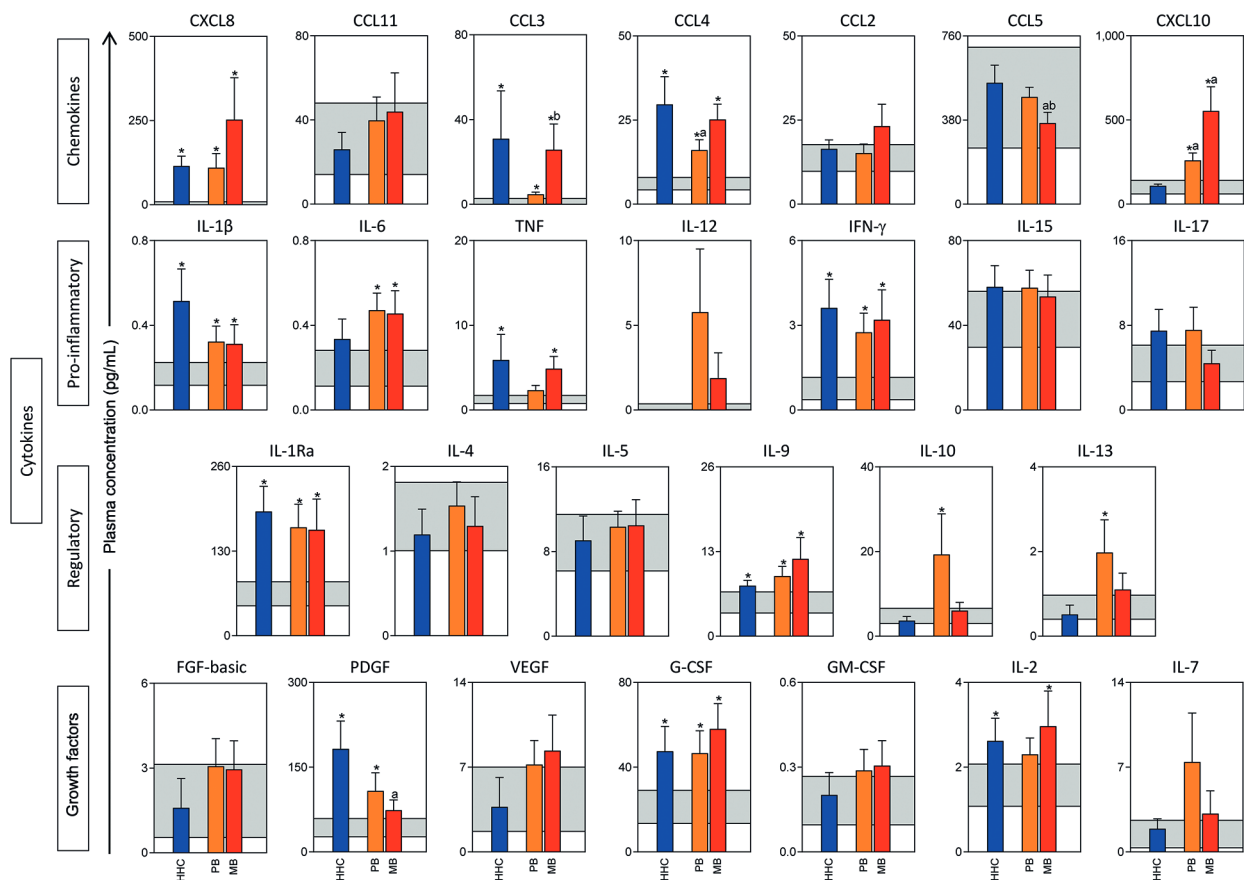 CXCL8 CCL11 CCL3 CCL4 CCL2 CCL5 CXCL10
500 80 80 50 50 760 1,000
* * * * * *b * *a * ab *a *a
250 40 40 25 25 380 500
0 0 0 0 0 0 0
Chemokines
IL-1β IL-6 TNF IL-12 IFN-γ IL-15 IL-17
0.8 0.8 20 10 6 80 16
* * * * * * * * * *
0.4 0.4 10 5 3 40 8
0.0 0.0 0 0 0 0 0
Pro-inflammatory
Cytokines
Plasma concentration (pg/mL)
IL-1Ra IL-4 IL-5 IL-9 IL-10 IL-13
260 2 16 26 40 4
* * * * * * * *
130 1 8 13 20 2
0 0 0 0 0 0
Regulatory
FGF-basic PDGF VEGF G-CSF GM-CSF IL-2 IL-7
6 300 14 80 0.6 4 14
* * a * * * * *
3 150 7 40 0.3 2 7
0 0 0 0 0.0 0 0
Growth factors
HHC PB MB HHC PB MB HHC PB MB HHC PB MB HHC PB MB HHC PB MB HHC PB MB